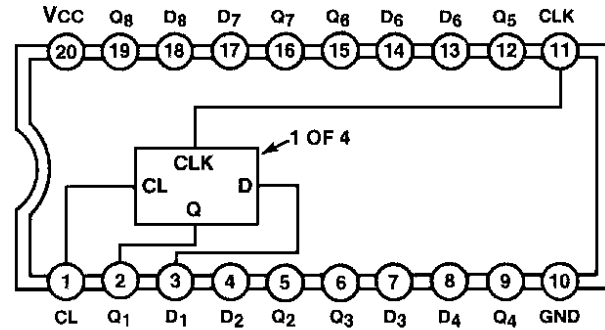 VCC Q8 D8 D7 Q7 Q6 D6 D6 Q5 CLK
20 19 18 17 16 15 14 13 12 11
1 OF 4
CLK
CL D
Q
1 2 3 4 5 6 7 8 9 10
CL Q1 D1 D2 Q2 Q3 D3 D4 Q4 GND